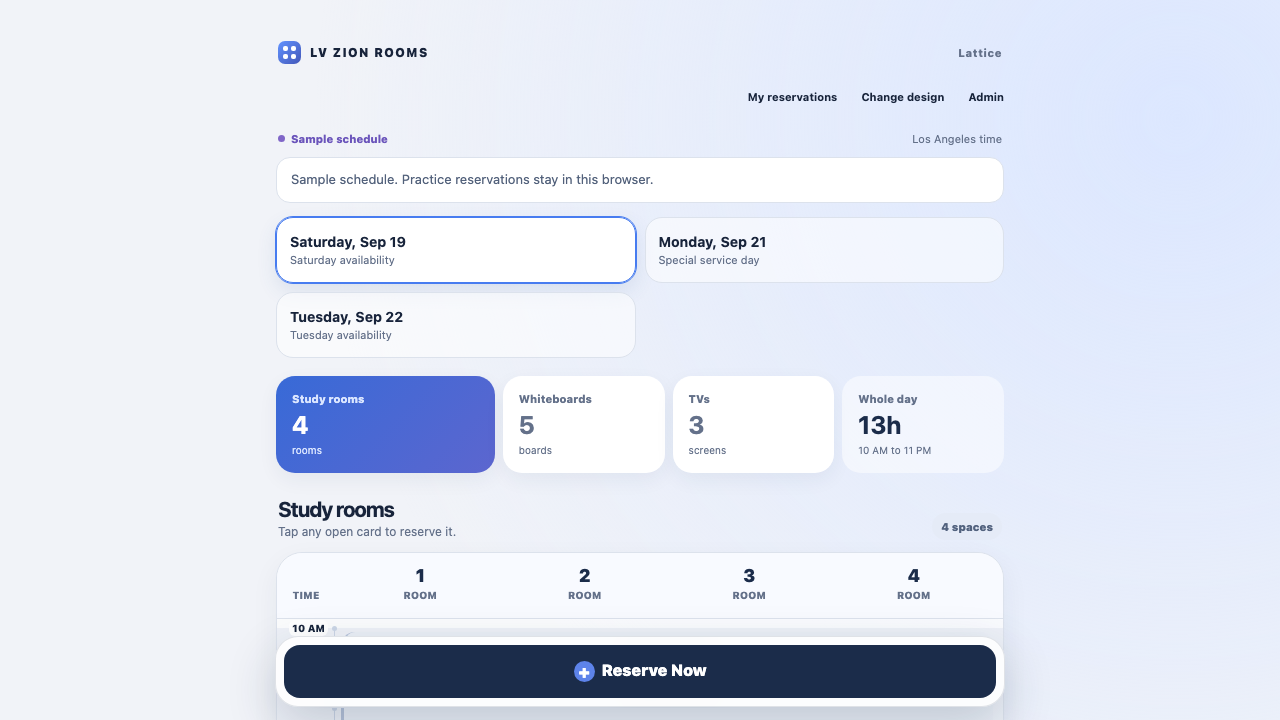 LV ZION ROOMS
Lattice
My reservations Change design Admin
Sample schedule
Los Angeles time
Sample schedule. Practice reservations stay in this browser.
Saturday, Sep 19
Saturday availability
Monday, Sep 21
Special service day
Tuesday, Sep 22
Tuesday availability
Study rooms
4
rooms
Whiteboards
5
boards
TVs
3
screens
Whole day
13h
10 AM to 11 PM
Study rooms
Tap any open card to reserve it.
4 spaces
1 2 3 4
TIME ROOM ROOM ROOM ROOM
10 AM
Reserve Now